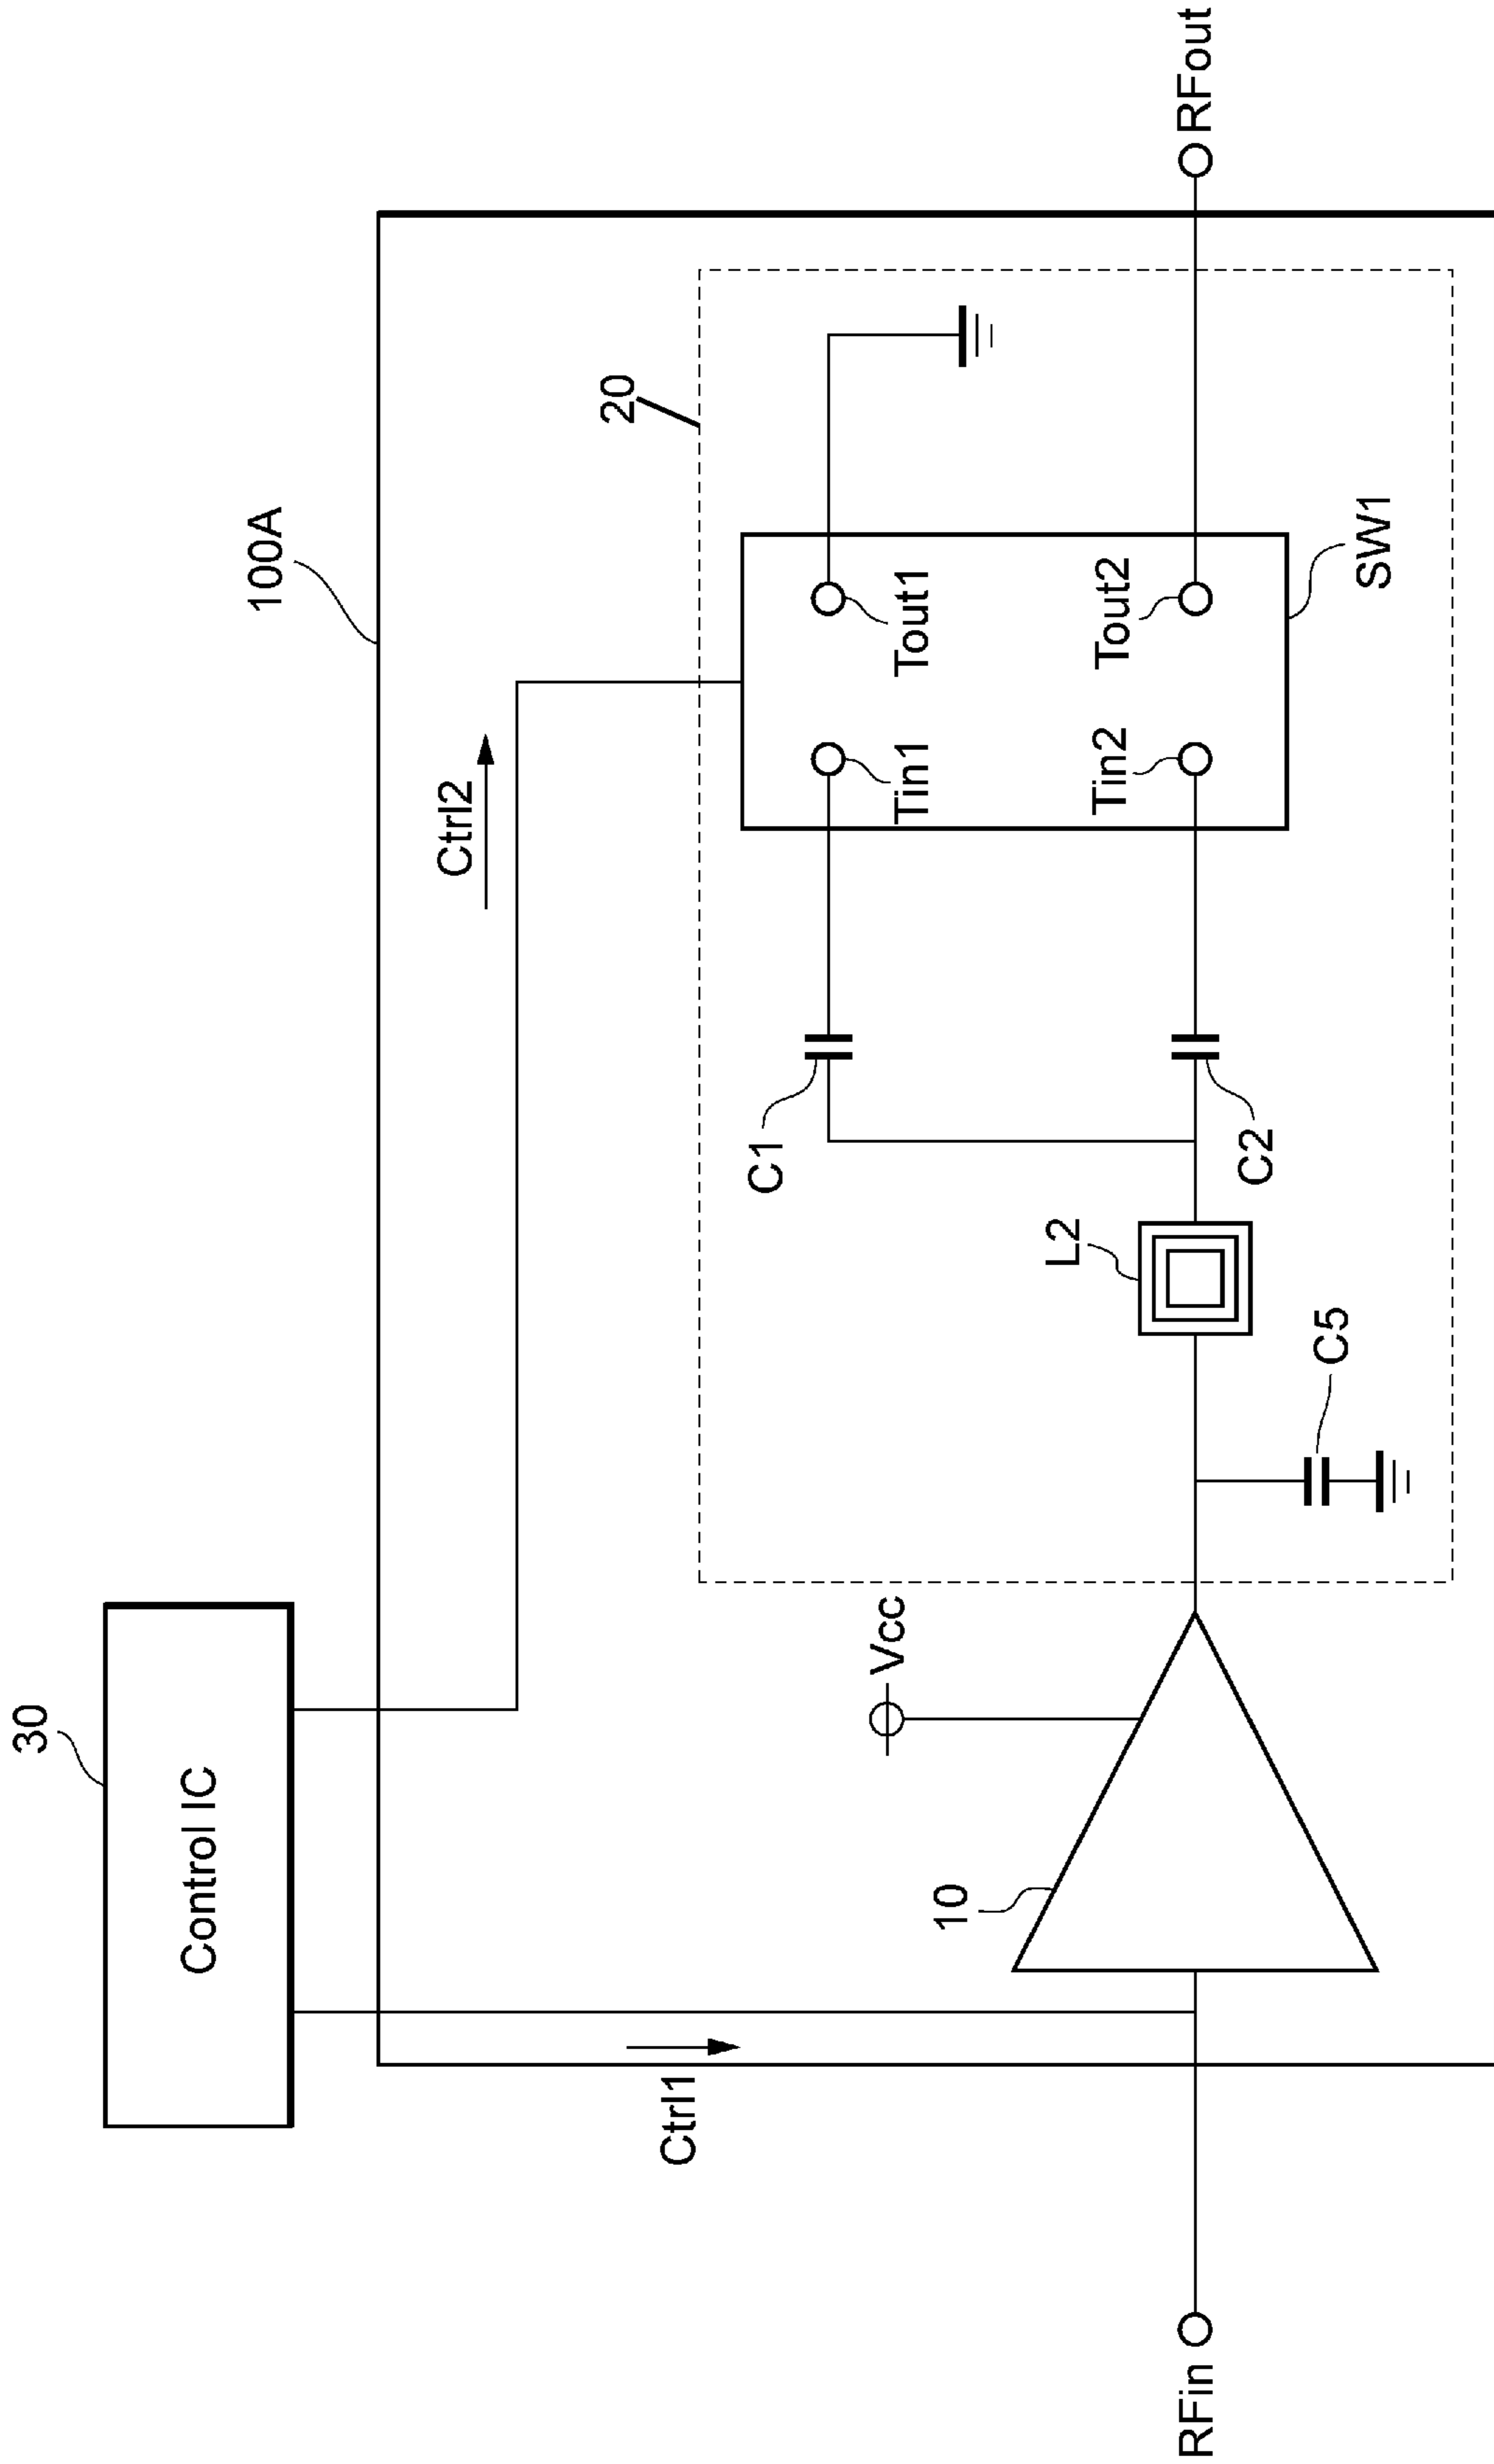 30
Control IC
100A
Ctrl2
Ctrl1
20
Vcc
10
C1
Tin1
Tout1
L2
Tin2
Tout2
RFin
RFout
C5
C2
SW1